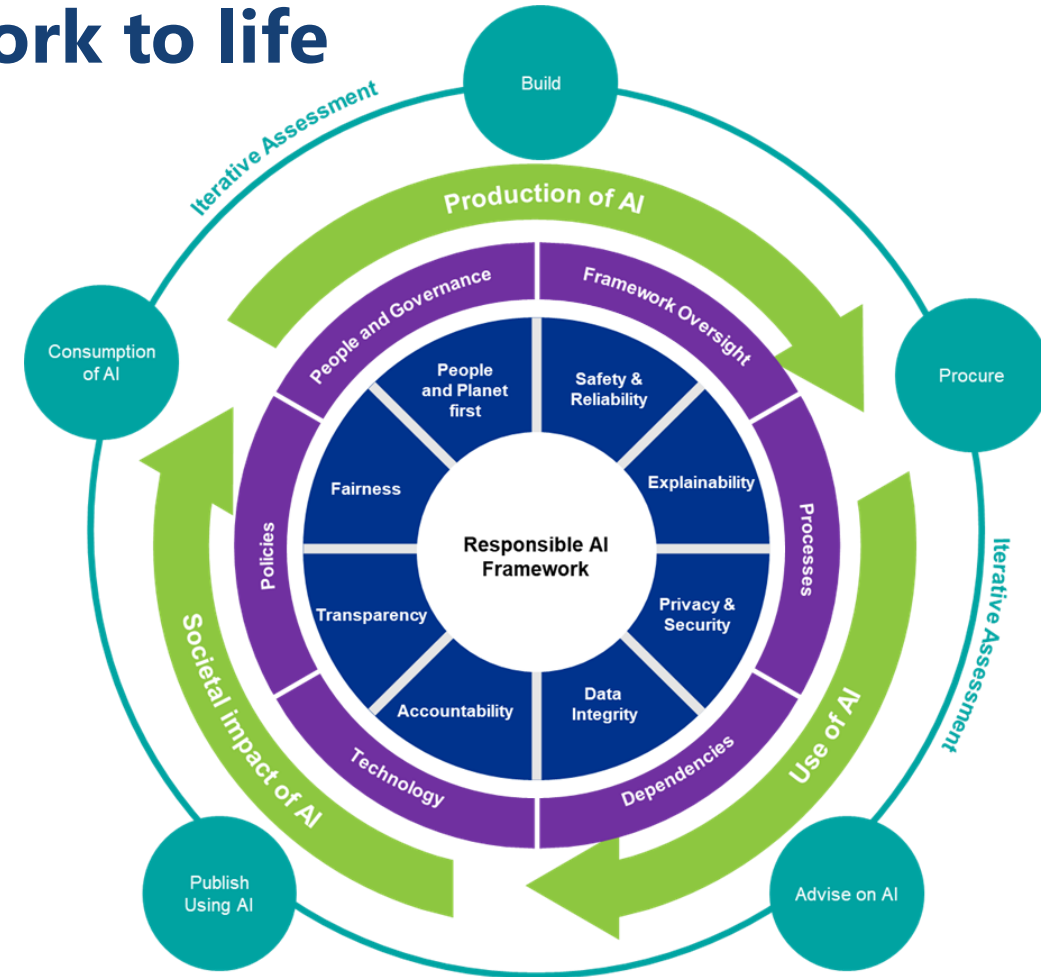 ork to life
Build
Iterative Assessment
Production of AI
People and Governance
Framework Oversight
Consumption
of AI
Procure
People
and Planet
first
Safety &
Reliability
Fairness
Explainability
Policies
Processes
Responsible AI
Framework
Iterative Assessment
Transparency
Privacy &
Security
Societal impact of AI
Accountability
Data
Integrity
Use of AI
Technology
Dependencies
Publish
Using AI
Advise on AI